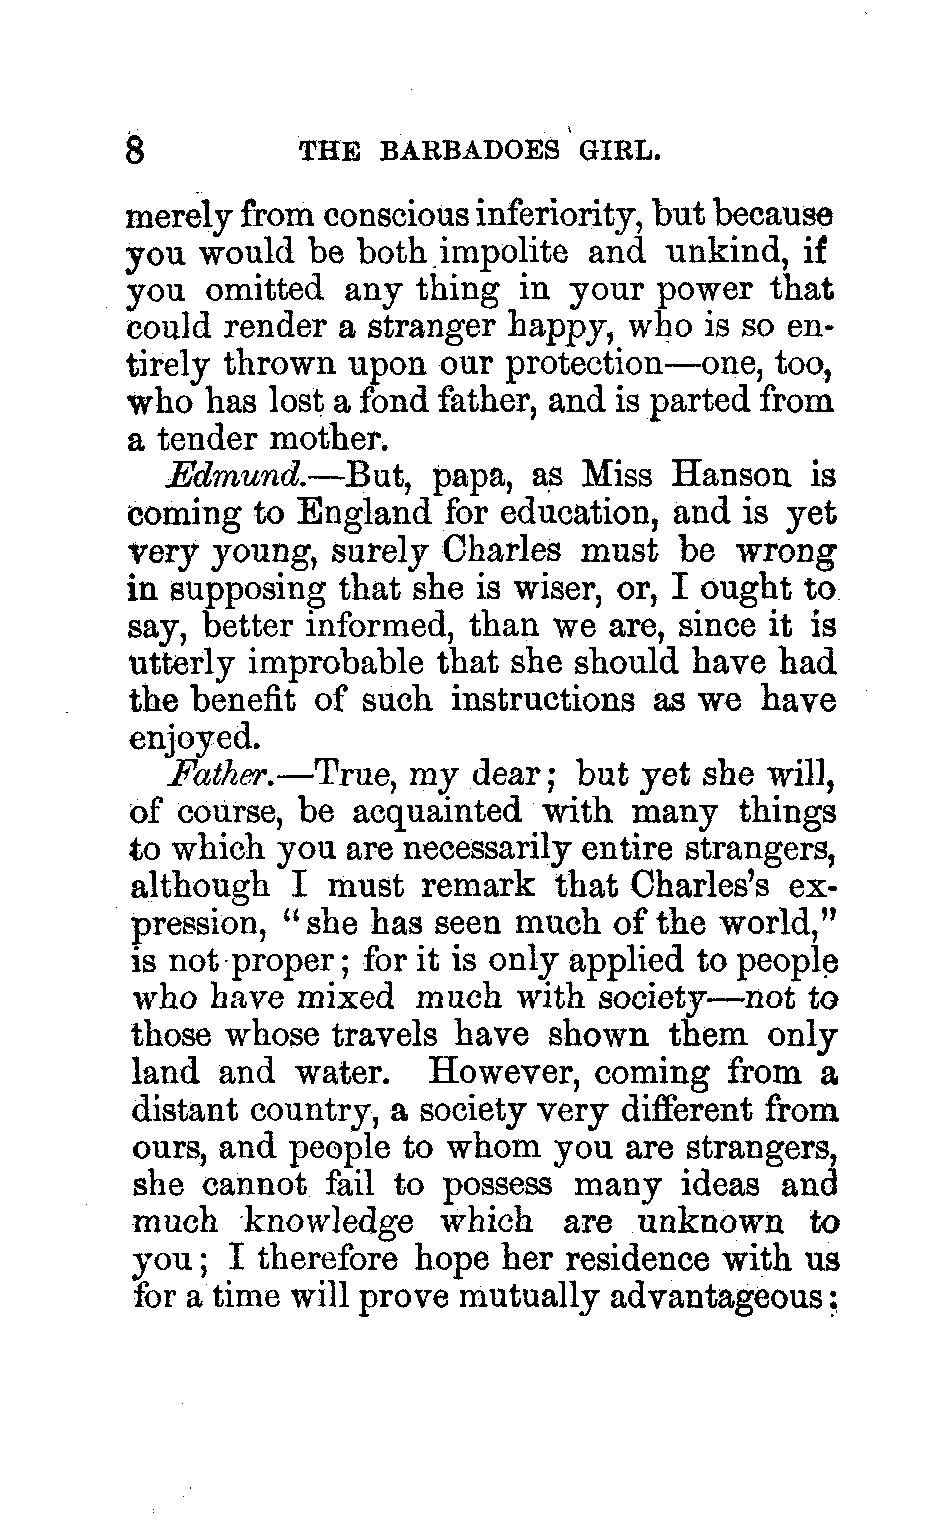 8 THE BARBADOES GIRL.
merely from conscious inferiority, but because
you would be both impolite and unkind, if
you omitted any thing in your power that
could render a stranger happy, who is so en-
tirely thrown upon our protection—one, too,
who has lost a fond father, and is parted from
a tender mother.
Edmund.—But, papa, as Miss Hanson is
coming to England for education, and is yet
very young, surely Charles must be wrong
in supposing that she is wiser, or, I ought to
say, better informed, than we are, since it is
utterly improbable that she should have had
the benefit of such instructions as we have
enjoyed.
Father.—True, my dear; but yet she will,
of course, be acquainted with many things
to which you are necessarily entire strangers,
although I must remark that Charles's ex-
pression, "she has seen much of the world,"
is not proper; for it is only applied to people
who have mixed much with society—not to
those whose travels have shown them only
land and water. However, coming from a
distant country, a society very different from
ours, and people to whom you are strangers,
she cannot fail to possess many ideas and
much knowledge which are unknown to
you; I therefore hope her residence with us
for a time will prove mutually advantageous;